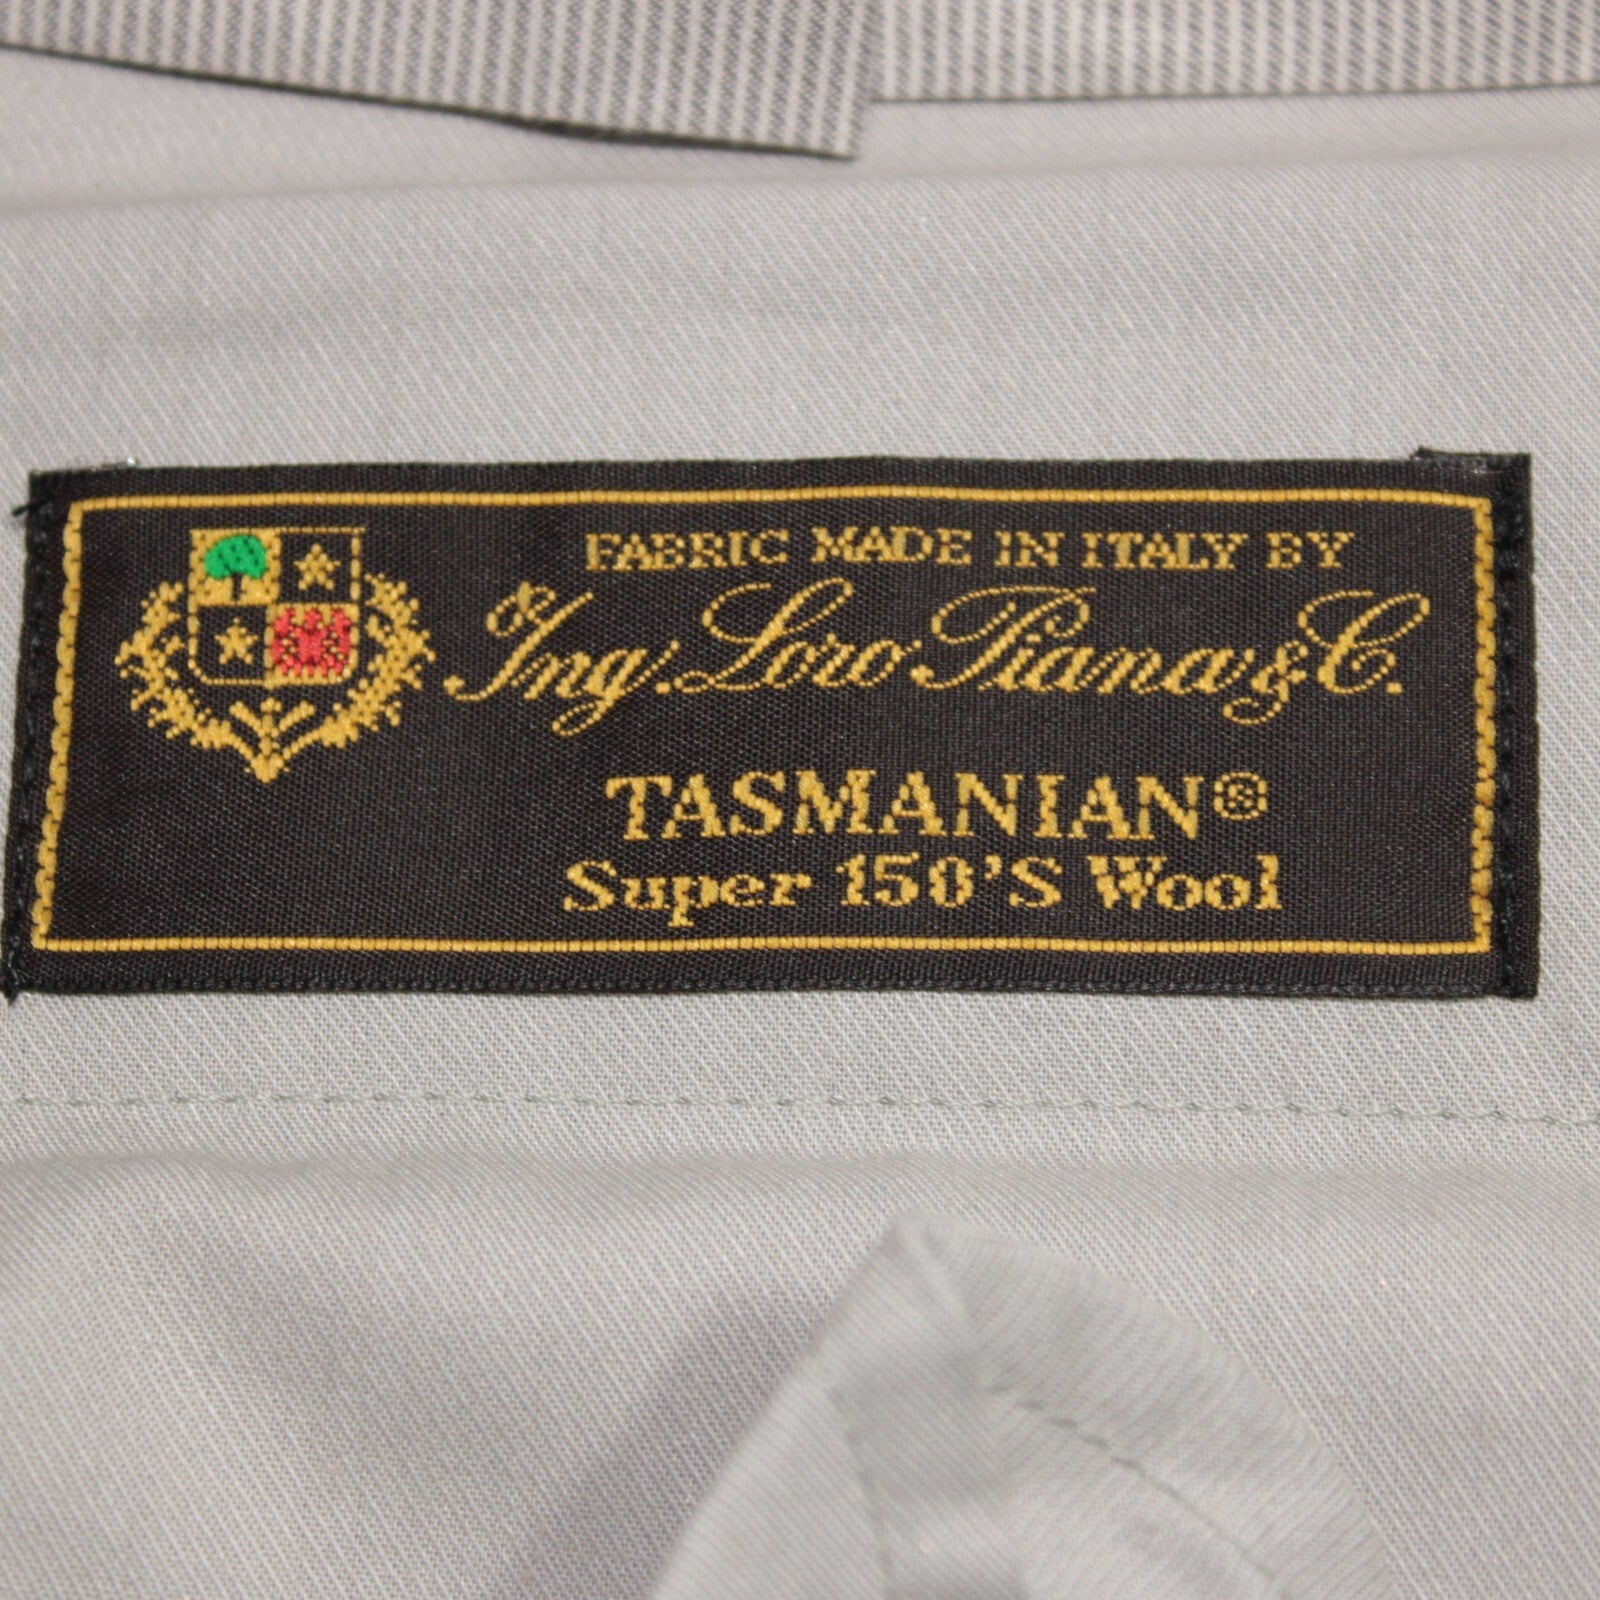 FABRIC MADE IN ITALY BY
Ing. Loro Piana & C.
TASMANIAN®
Super 150'S Wool